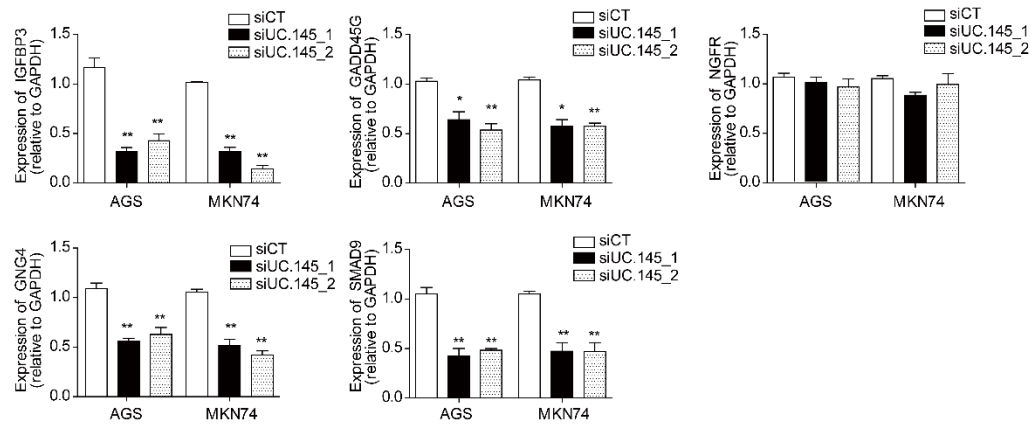 siCT
siUC.145_1
siUC.145_2
Expression of IGFBP3
(relative to GAPDH)
1.5
1.0
0.5
0.0
** ** ** **
AGS MKN74
siCT
siUC.145_1
siUC.145_2
Expression of GADD45G
(relative to GAPDH)
1.5
1.0
0.5
0.0
* ** * **
AGS MKN74
siCT
siUC.145_1
siUC.145_2
Expression of NGFR
(relative to GAPDH)
1.5
1.0
0.5
0.0
AGS MKN74
siCT
siUC.145_1
siUC.145_2
Expression of GNG4
(relative to GAPDH)
1.5
1.0
0.5
0.0
** ** ** **
AGS MKN74
siCT
siUC.145_1
siUC.145_2
Expression of SMAD9
(relative to GAPDH)
1.5
1.0
0.5
0.0
** ** ** **
AGS MKN74